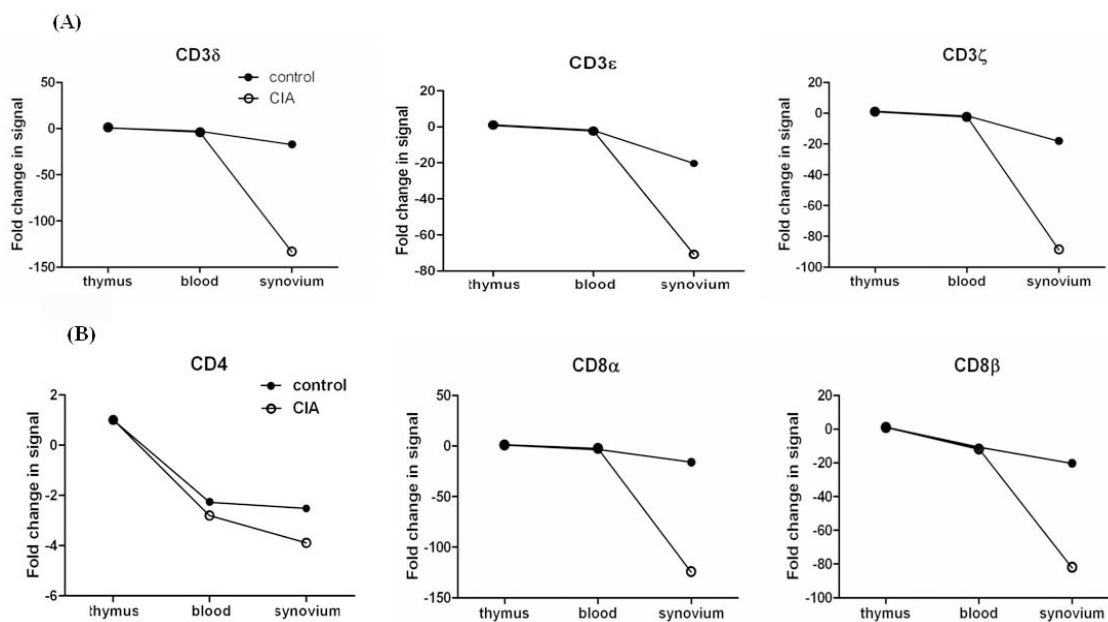 (A)
CD3δ
control
CIA
Fold change in signal
50
0
-50
-100
-150
thymus blood synovium
CD3ε
Fold change in signal
20
0
-20
-40
-60
-80
thymus blood synovium
CD3ζ
Fold change in signal
20
0
-20
-40
-60
-80
-100
thymus blood synovium
(B)
CD4
control
CIA
Fold change in signal
2
0
-2
-4
-6
thymus blood synovium
CD8α
Fold change in signal
50
0
-50
-100
-150
thymus blood synovium
CD8β
Fold change in signal
20
0
-20
-40
-60
-80
-100
thymus blood synovium